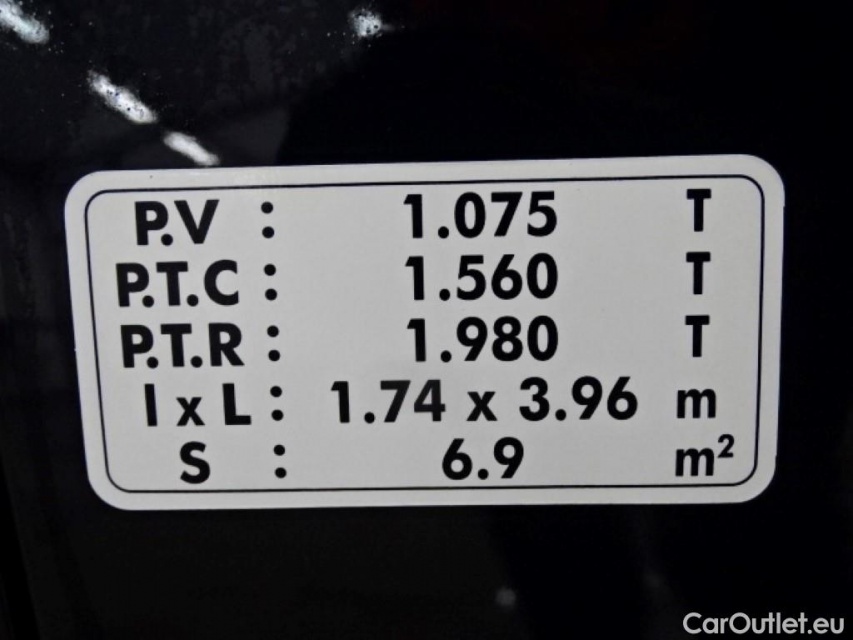 P.V : 1.075 T
P.T.C : 1.560 T
P.T.R : 1.980 T
l x L : 1.74 x 3.96 m
S : 6.9 m²
CarOutlet.eu